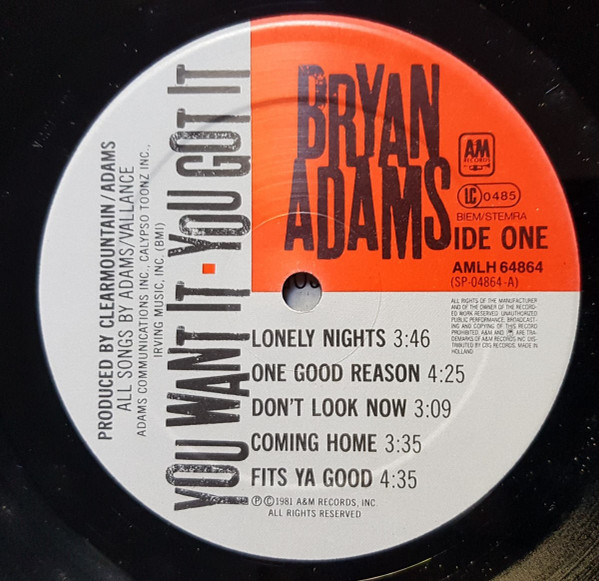 BRYAN
ADAMS
AM
RECORDS
LC 0485
BIEM/STEMRA
IDE ONE
AMLH 64864
(SP-04864-A)
ALL RIGHTS OF THE MANUFACTURER
AND OF THE OWNER OF THE RECORD-
ED WORK RESERVED UNAUTHORIZED
PUBLIC PERFORMANCE, BROADCAST-
ING AND COPYING OF THIS RECORD
PROHIBITED. A&M AND ARE TRA-
DEMARKS OF A&M RECORDS INC DIS-
TRIBUTED BY CBS RECORDS. MADE IN
HOLLAND
PRODUCED BY CLEARMOUNTAIN/ADAMS
ALL SONGS BY ADAMS/VALLANCE
ADAMS COMMUNICATIONS INC., CALYPSO TOONZ INC.,
IRVING MUSIC, INC. (BMI)
YOU WANT IT · YOU GOT IT
LONELY NIGHTS 3:46
ONE GOOD REASON 4:25
DON'T LOOK NOW 3:09
COMING HOME 3:35
FITS YA GOOD 4:35
℗©1981 A&M RECORDS, INC.
ALL RIGHTS RESERVED